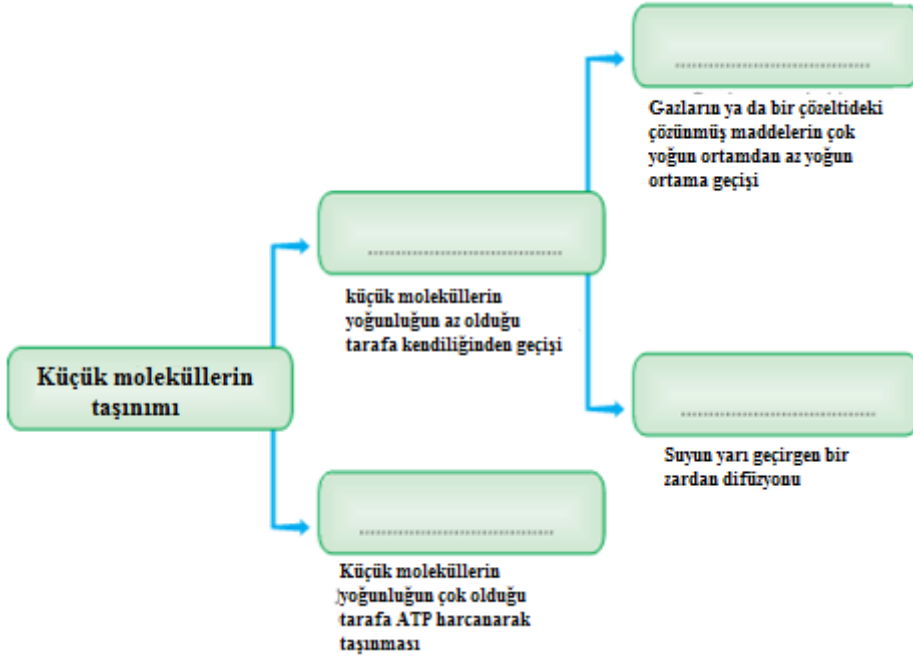 .................................
Gazların ya da bir çözeltideki
çözünmüş maddelerin çok
yoğun ortamdan az yoğun
ortama geçişi
.................................
küçük moleküllerin
yoğunluğun az olduğu
tarafa kendiliğinden geçişi
Küçük moleküllerin
taşınımı
.................................
Suyun yarı geçirgen bir
zardan difüzyonu
.................................
Küçük moleküllerin
yoğunluğun çok olduğu
tarafa ATP harcanarak
taşınması